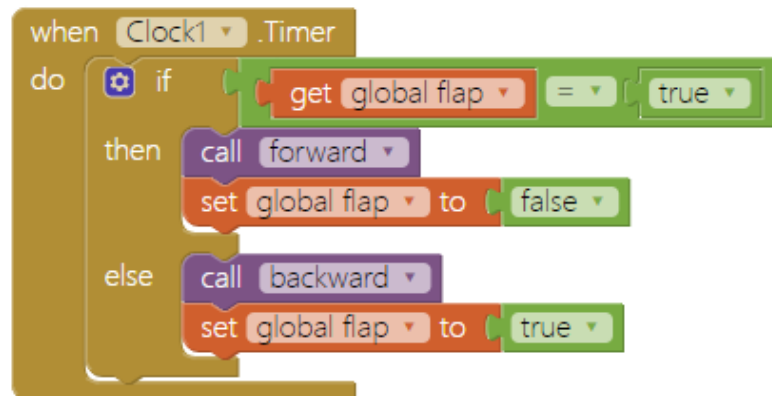 when Clock1 .Timer
do if get global flap = true
then call forward
set global flap to false
else call backward
set global flap to true